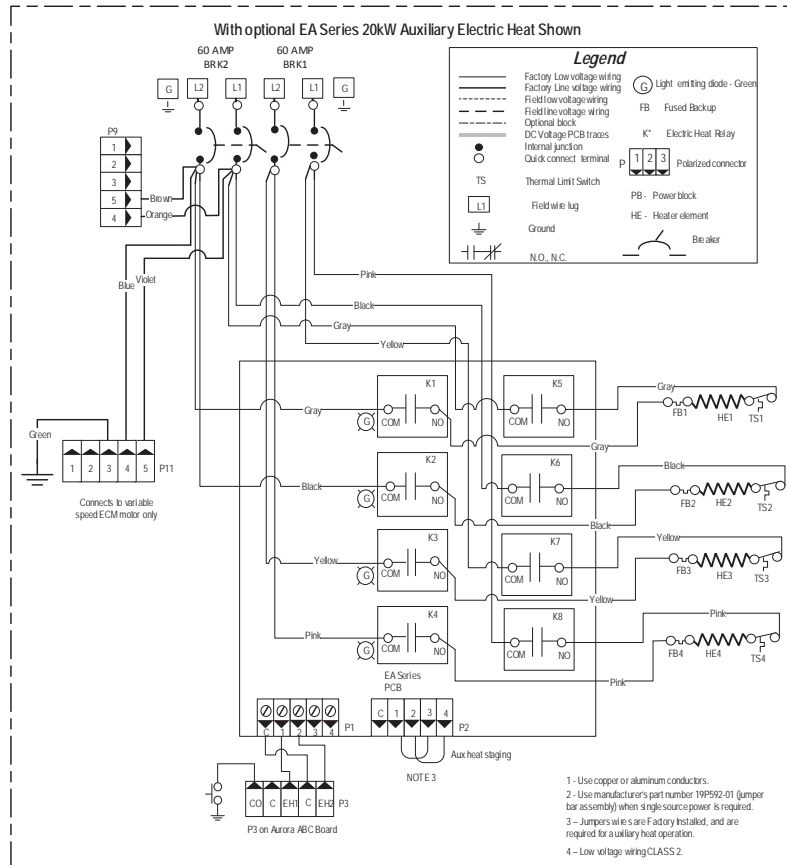 With optional EA Series 20kW Auxiliary Electric Heat Shown
60 AMP
BRK2
60 AMP
BRK1
G
L2
L1
L2
L1
G
Legend
Factory Low voltage wiring
Factory Line voltage wiring
Field low voltage wiring
Field line voltage wiring
Optional block
DC Voltage PCB traces
Internal junction
Quick connect terminal
TS
Thermal Limit Switch
L1
Field wire lug
Ground
N.O., N.C.
G
Light emitting diode - Green
FB
Fused Backup
K*
Electric Heat Relay
P
1
2
3
Polarized connector
PB - Power block
HE - Heater element
Breaker
P9
1
2
3
5
4
Brown
Orange
Blue
Violet
Pink
Black
Gray
Yellow
Green
1
2
3
4
5
P11
Connects to variable
speed ECM motor only
Gray
G
K1
COM
NO
K5
COM
NO
Gray
Gray
FB1
HE1
TS1
Black
G
K2
COM
NO
K6
COM
NO
Black
Black
FB2
HE2
TS2
Yellow
G
K3
COM
NO
K7
COM
NO
Yellow
Yellow
FB3
HE3
TS3
Pink
G
K4
COM
NO
K8
COM
NO
Pink
Pink
FB4
HE4
TS4
EA Series
PCB
C
1
2
3
4
P1
C
1
2
3
4
P2
Aux heat staging
NOTE 3
CO
C
EH1
C
EH2
P3
P3 on Aurora ABC Board
1 - Use copper or aluminum conductors.
2 - Use manufacturer's part number 19P592-01 (jumper
bar assembly) when single source power is required.
3 – Jumpers wires are Factory Installed, and are
required for auxiliary heat operation.
4 – Low voltage wiring CLASS 2.